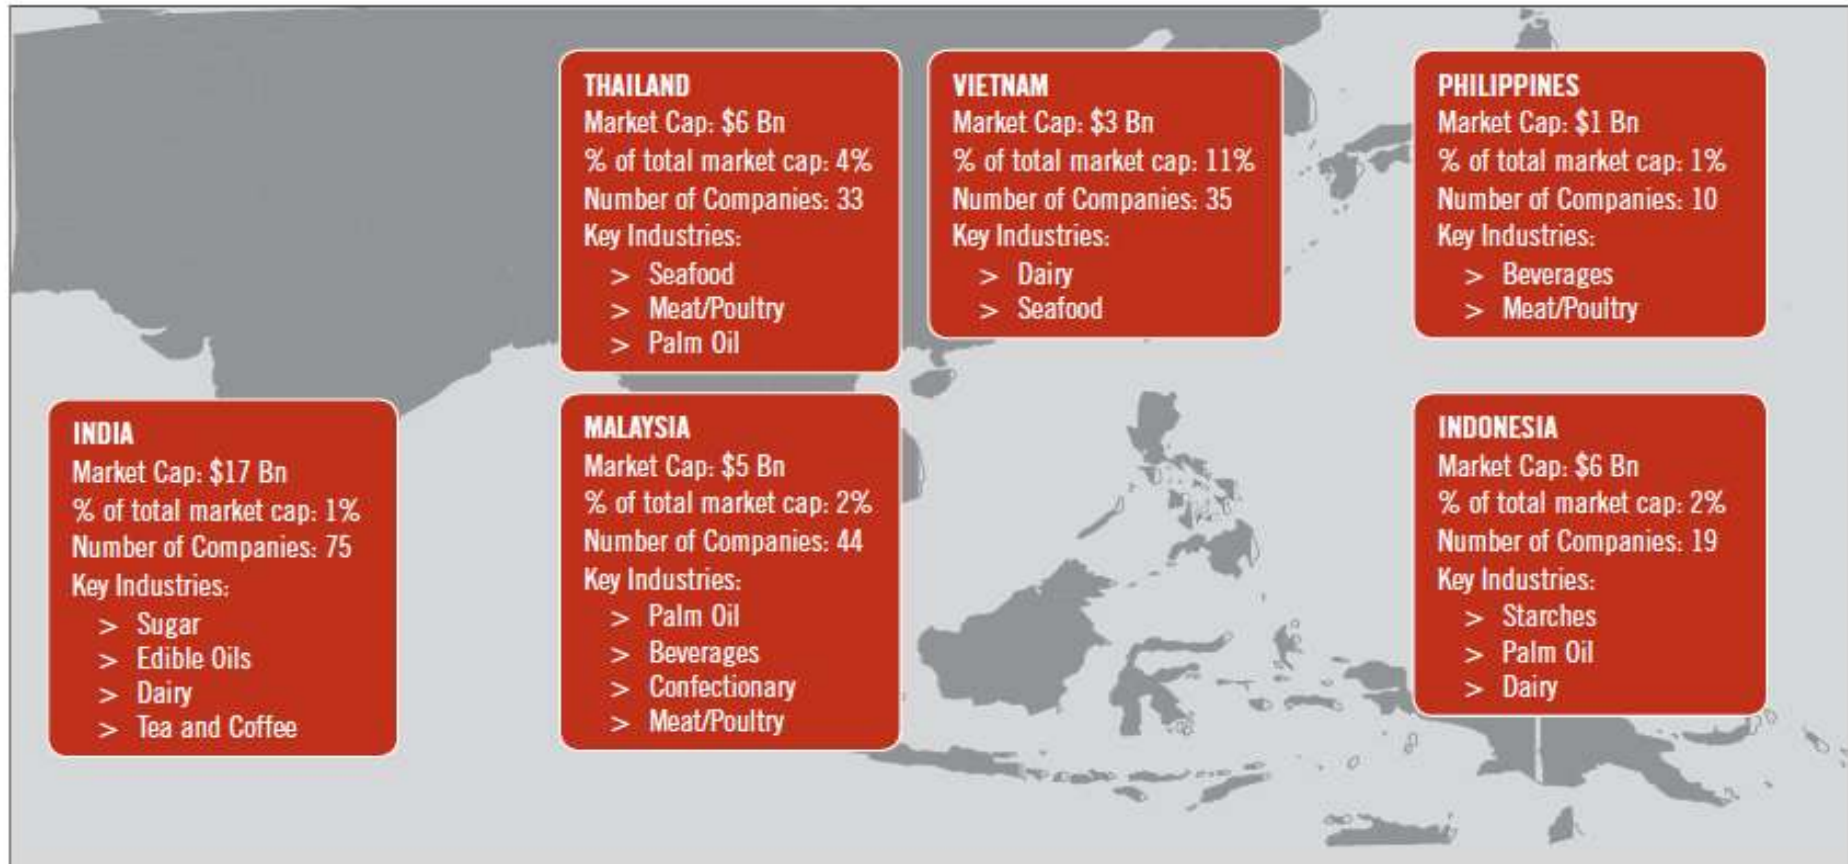 THAILAND
Market Cap: $6 Bn
% of total market cap: 4%
Number of Companies: 33
Key Industries:
> Seafood
> Meat/Poultry
> Palm Oil
VIETNAM
Market Cap: $3 Bn
% of total market cap: 11%
Number of Companies: 35
Key Industries:
> Dairy
> Seafood
PHILIPPINES
Market Cap: $1 Bn
% of total market cap: 1%
Number of Companies: 10
Key Industries:
> Beverages
> Meat/Poultry
INDIA
Market Cap: $17 Bn
% of total market cap: 1%
Number of Companies: 75
Key Industries:
> Sugar
> Edible Oils
> Dairy
> Tea and Coffee
MALAYSIA
Market Cap: $5 Bn
% of total market cap: 2%
Number of Companies: 44
Key Industries:
> Palm Oil
> Beverages
> Confectionary
> Meat/Poultry
INDONESIA
Market Cap: $6 Bn
% of total market cap: 2%
Number of Companies: 19
Key Industries:
> Starches
> Palm Oil
> Dairy